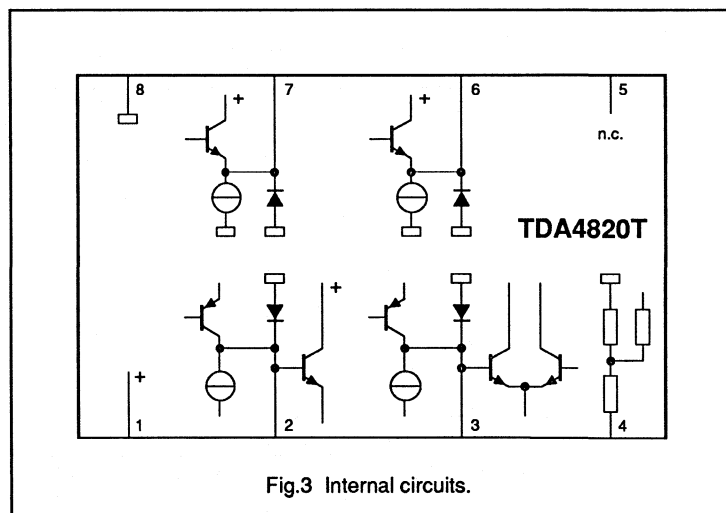 8 7 6 5
+ +
n.c.
TDA4820T
+
+
1 2 3 4
Fig.3 Internal circuits.